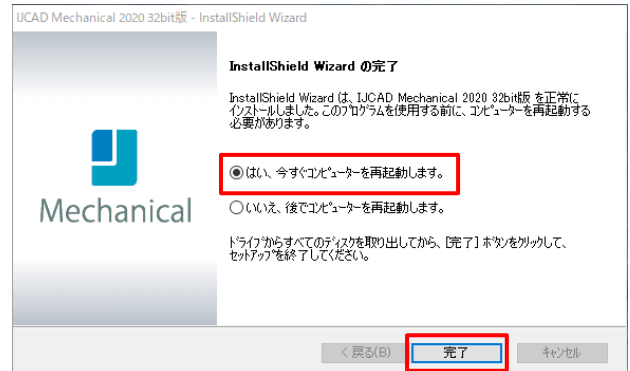 IJCAD Mechanical 2020 32bit版 - InstallShield Wizard
InstallShield Wizard の完了
InstallShield Wizard は、IJCAD Mechanical 2020 32bit版 を正常に
インストールしました。このプログラムを使用する前に、コンピューターを再起動する
必要があります。
はい、今すぐコンピューターを再起動します。
Mechanical
いいえ、後でコンピューターを再起動します。
ドライブからすべてのディスクを取り出してから、[完了] ボタンをクリックして、
セットアップを終了してください。
< 戻る(B)
完了
キャンセル